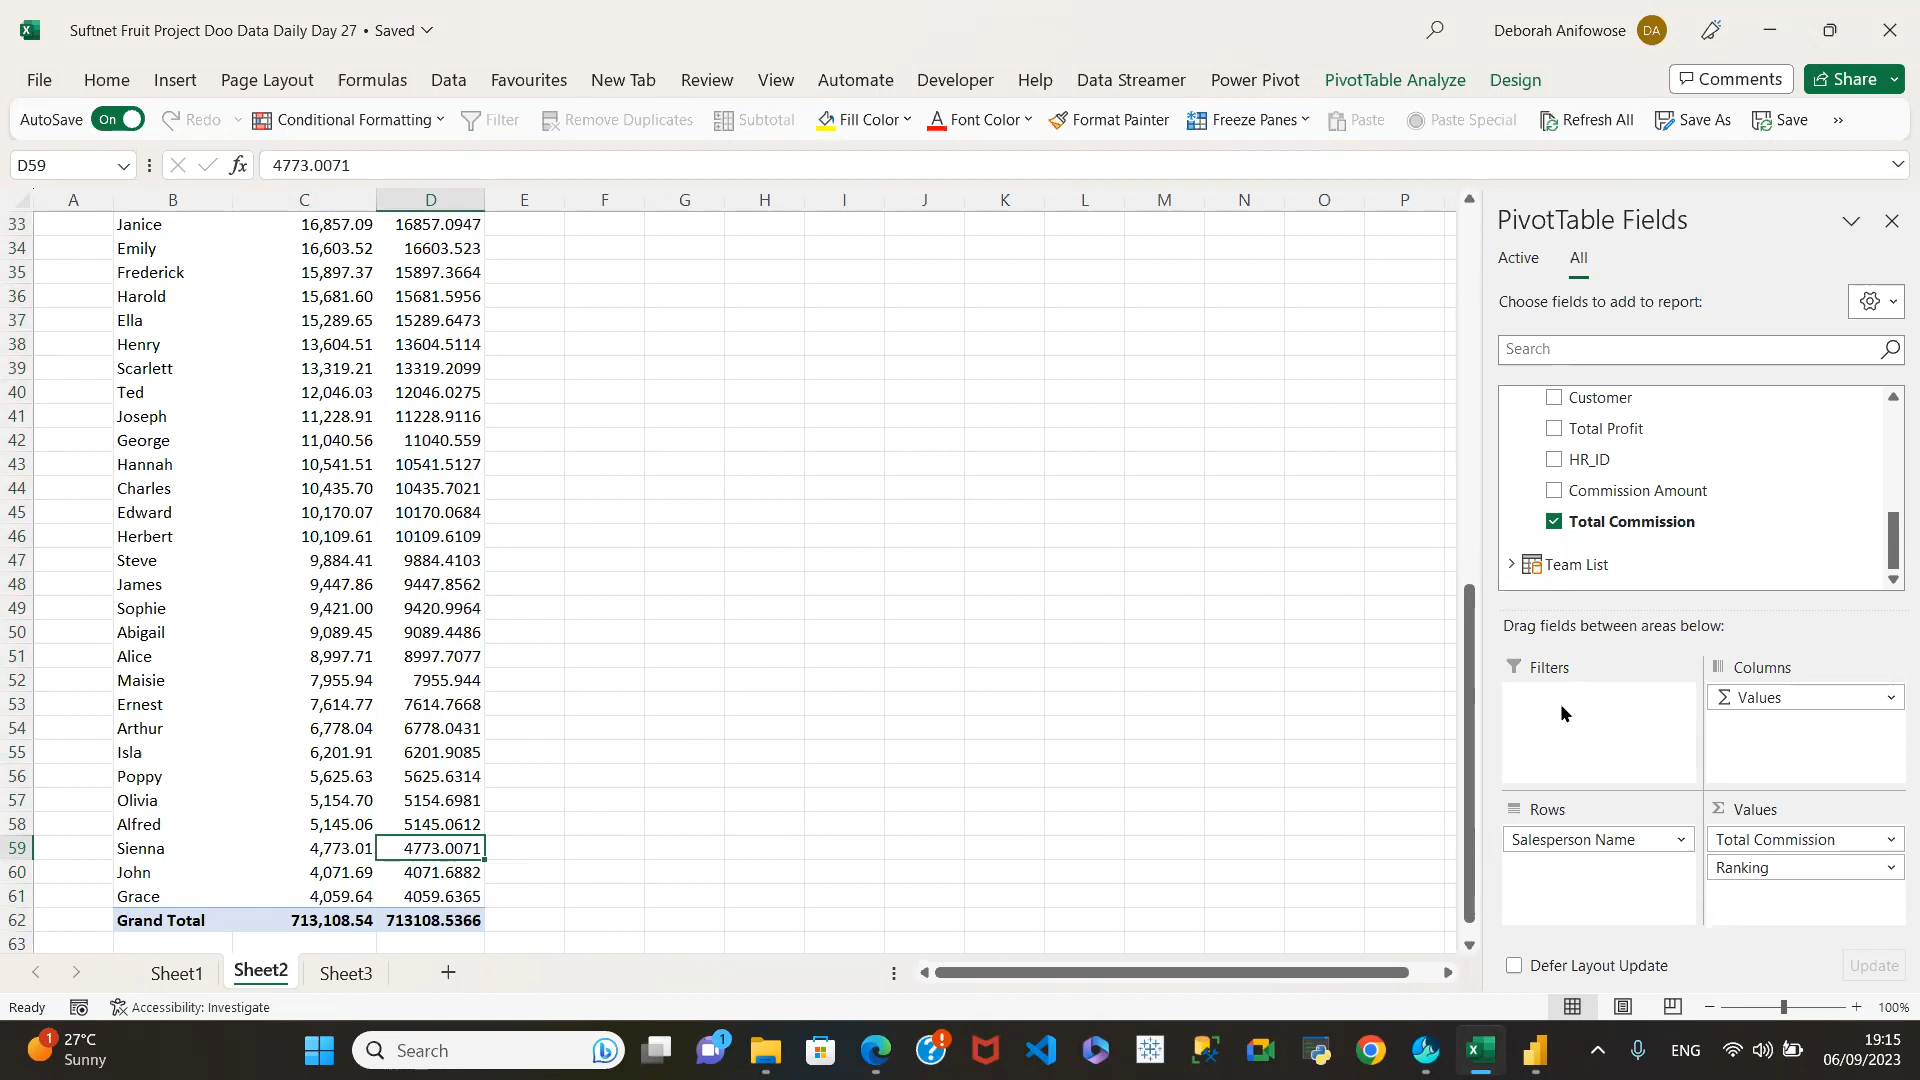 Suftnet Fruit Project Doo Data Daily Day 27 • Saved
Deborah Anifowose DA
File Home Insert Page Layout Formulas Data Favourites New Tab Review View Automate Developer Help Data Streamer Power Pivot PivotTable Analyze Design Comments Share
AutoSave On Redo Conditional Formatting Filter Remove Duplicates Subtotal Fill Color Font Color Format Painter Freeze Panes Paste Paste Special Refresh All Save As Save
D59 fx 4773.0071
A B C D E F G H I J K L M N O P
33 Janice 16,857.09 16857.0947
34 Emily 16,603.52 16603.523
35 Frederick 15,897.37 15897.3664
36 Harold 15,681.60 15681.5956
37 Ella 15,289.65 15289.6473
38 Henry 13,604.51 13604.5114
39 Scarlett 13,319.21 13319.2099
40 Ted 12,046.03 12046.0275
41 Joseph 11,228.91 11228.9116
42 George 11,040.56 11040.559
43 Hannah 10,541.51 10541.5127
44 Charles 10,435.70 10435.7021
45 Edward 10,170.07 10170.0684
46 Herbert 10,109.61 10109.6109
47 Steve 9,884.41 9884.4103
48 James 9,447.86 9447.8562
49 Sophie 9,421.00 9420.9964
50 Abigail 9,089.45 9089.4486
51 Alice 8,997.71 8997.7077
52 Maisie 7,955.94 7955.944
53 Ernest 7,614.77 7614.7668
54 Arthur 6,778.04 6778.0431
55 Isla 6,201.91 6201.9085
56 Poppy 5,625.63 5625.6314
57 Olivia 5,154.70 5154.6981
58 Alfred 5,145.06 5145.0612
59 Sienna 4,773.01 4773.0071
60 John 4,071.69 4071.6882
61 Grace 4,059.64 4059.6365
62 Grand Total 713,108.54 713108.5366
63
PivotTable Fields
Active All
Choose fields to add to report:
Search
Customer
Total Profit
HR_ID
Commission Amount
Total Commission
Team List
Drag fields between areas below:
Filters
Columns
Σ Values
Rows
Salesperson Name
Σ Values
Total Commission
Ranking
Defer Layout Update Update
Sheet1 Sheet2 Sheet3 +
Ready Accessibility: Investigate 100%
1 27°C
Sunny
Search
1
ENG
19:15
06/09/2023